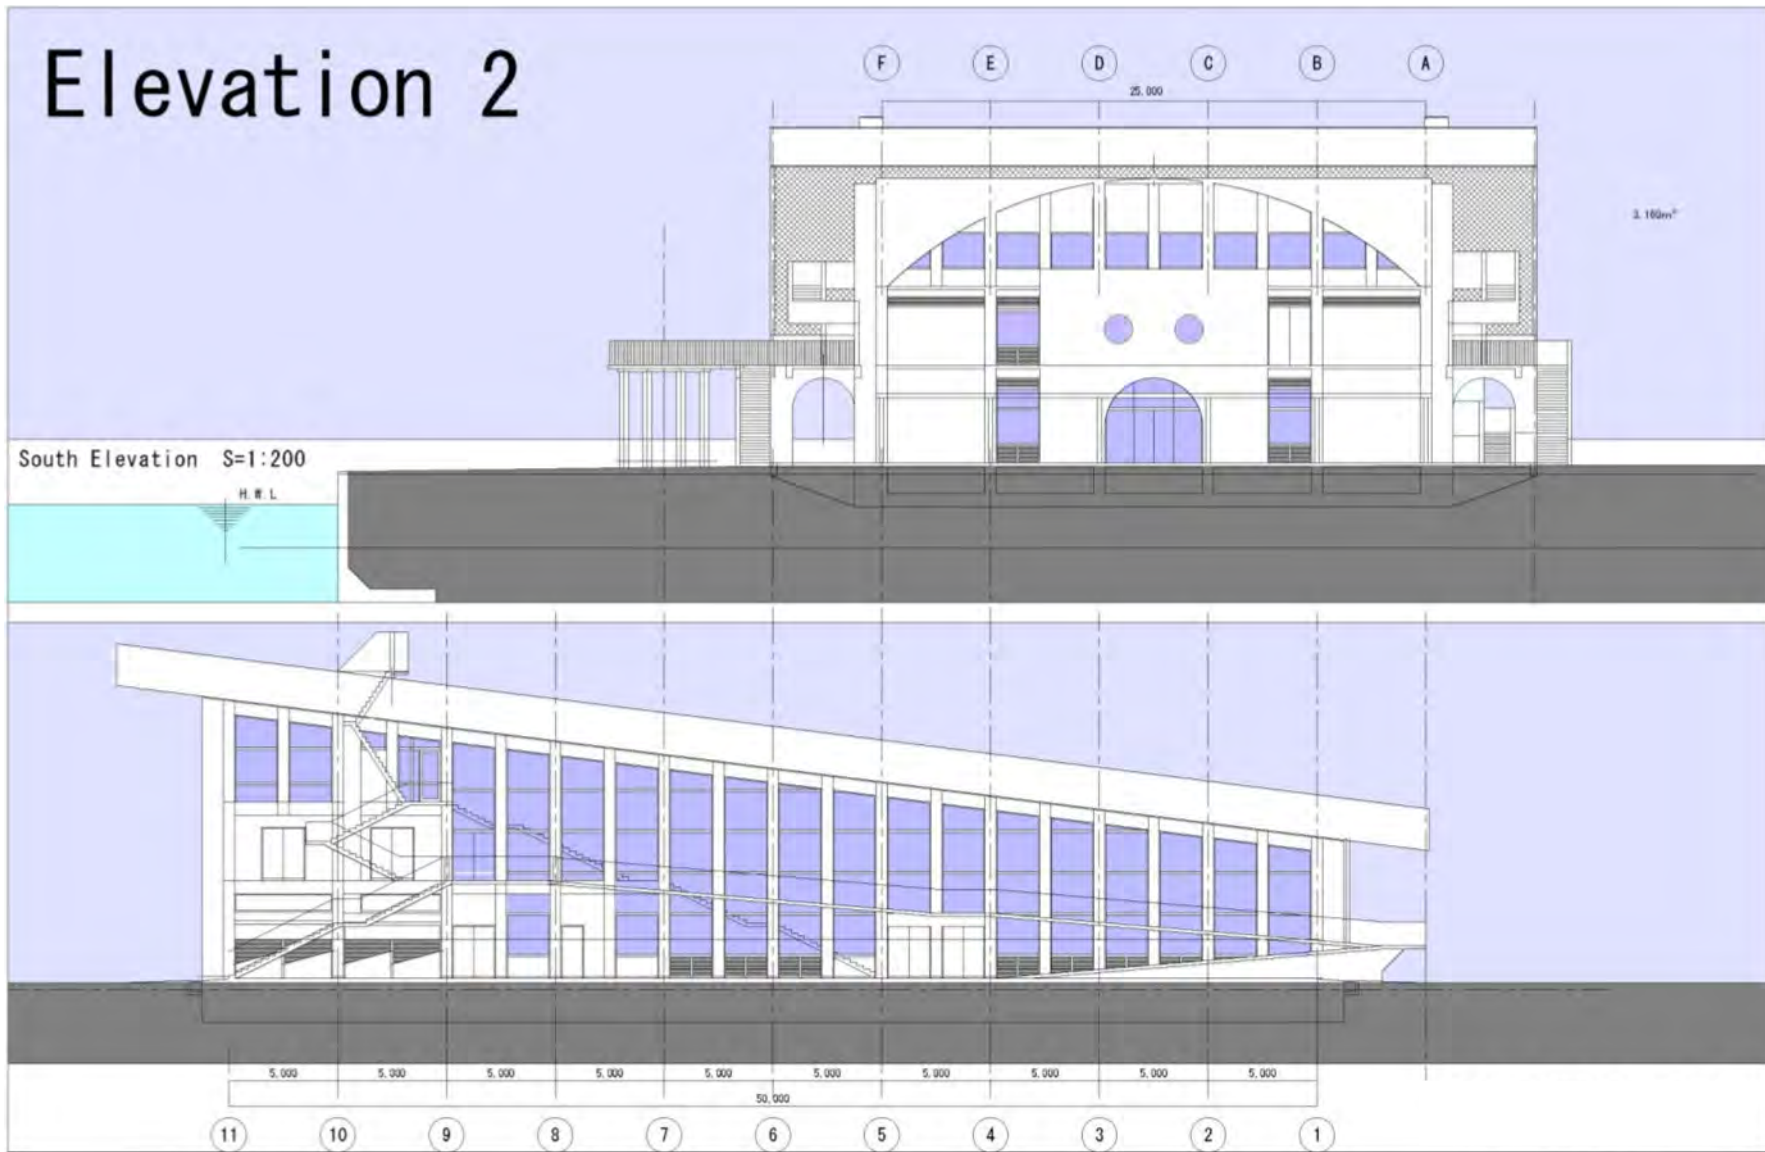 Elevation 2
F E D C B A
25.000
3.160m²
South Elevation S=1:200
H.W.L
5,000 5,000 5,000 5,000 5,000 5,000 5,000 5,000 5,000 5,000
50,000
11 10 9 8 7 6 5 4 3 2 1